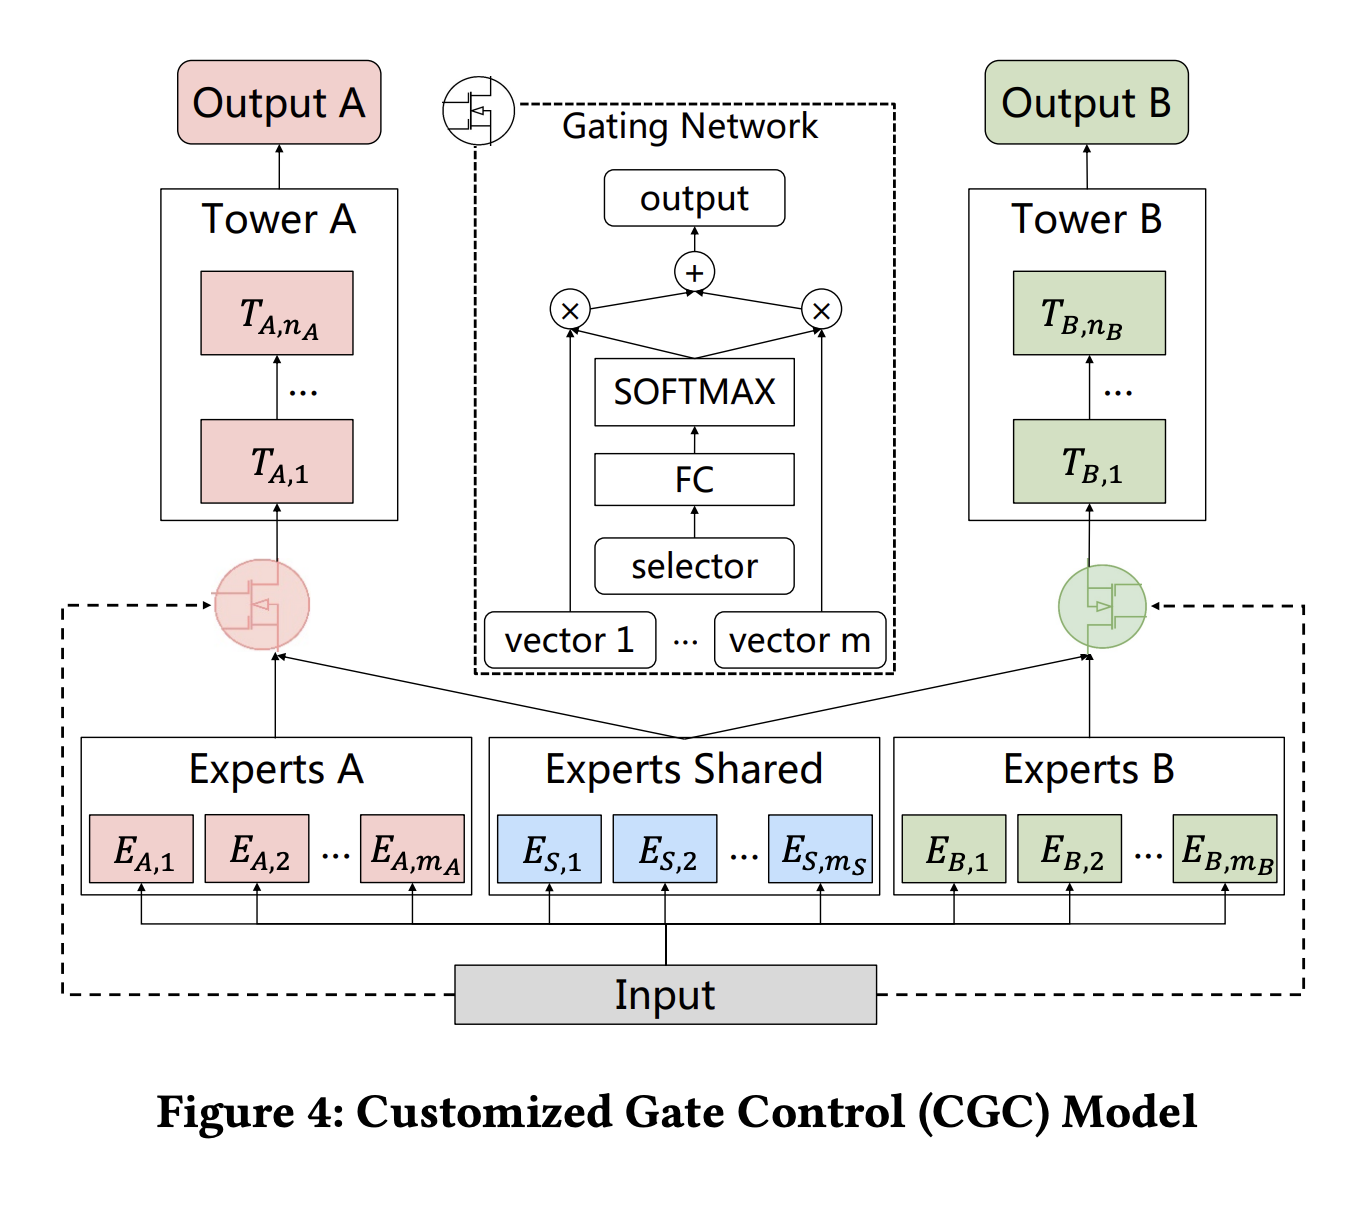 Output A
Gating Network
Output B
output
Tower A
Tower B
+
× ×
T_{A,n_A}
T_{B,n_B}
...
SOFTMAX
...
T_{A,1}
FC
T_{B,1}
selector
vector 1 ... vector m
Experts A
E_{A,1} E_{A,2} ... E_{A,m_A}
Experts Shared
E_{S,1} E_{S,2} ... E_{S,m_S}
Experts B
E_{B,1} E_{B,2} ... E_{B,m_B}
Input
Figure 4: Customized Gate Control (CGC) Model